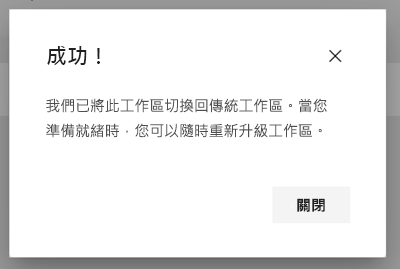 成功！
我們已將此工作區切換回傳統工作區。當您
準備就緒時，您可以隨時重新升級工作區。
關閉